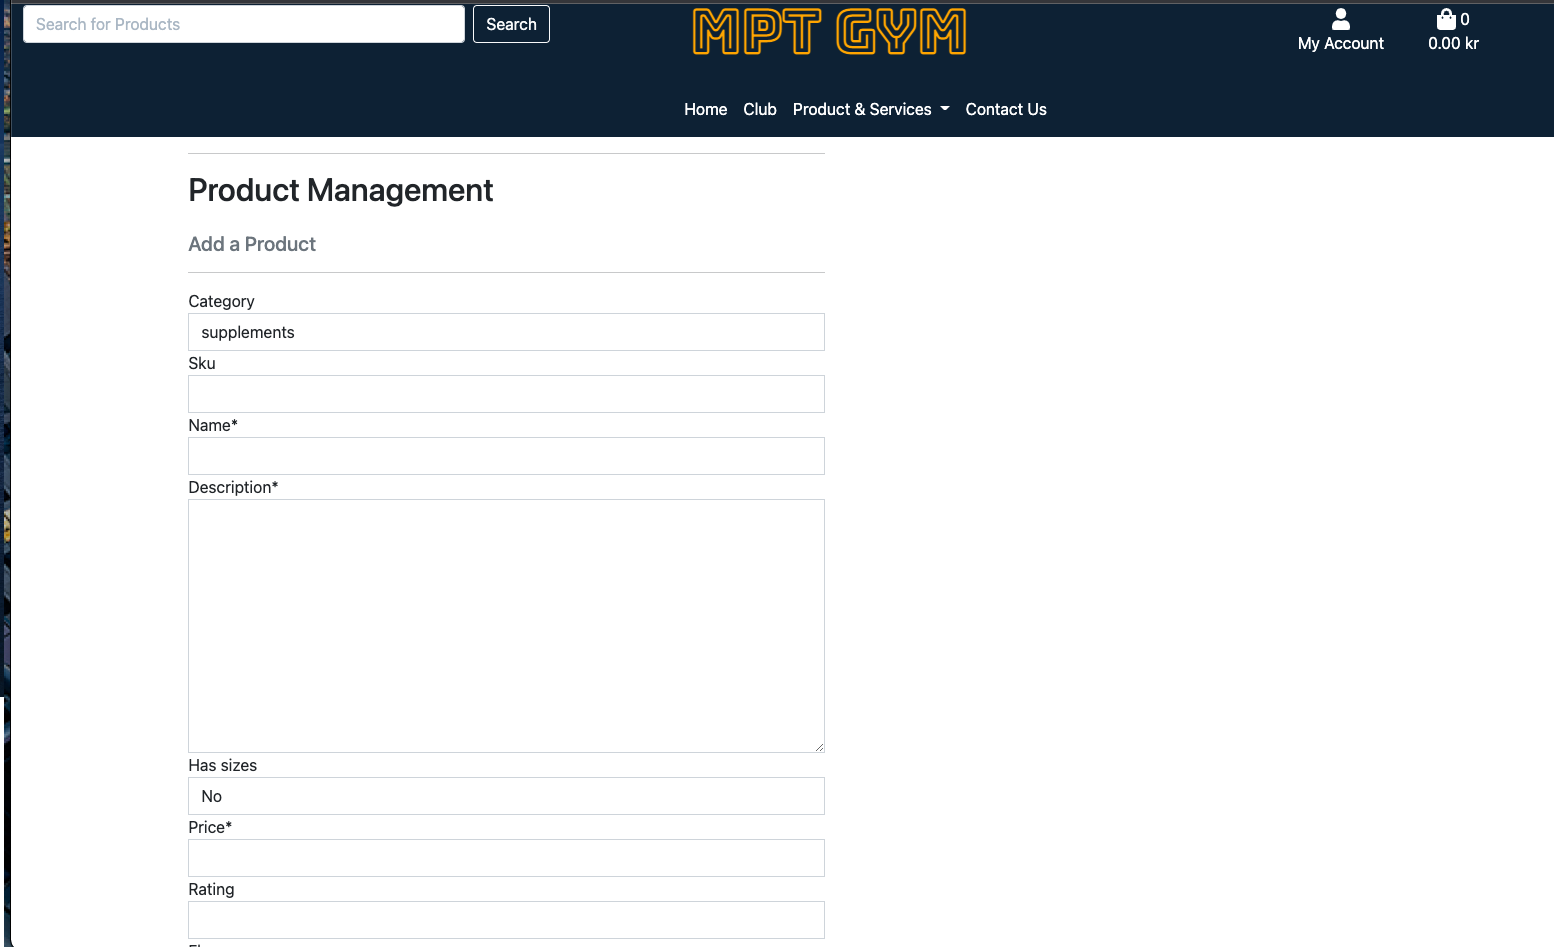 Search for Products
Search
MPT GYM
0
My Account
0.00 kr
Home Club Product & Services Contact Us
Product Management
Add a Product
Category
supplements
Sku
Name*
Description*
Has sizes
No
Price*
Rating